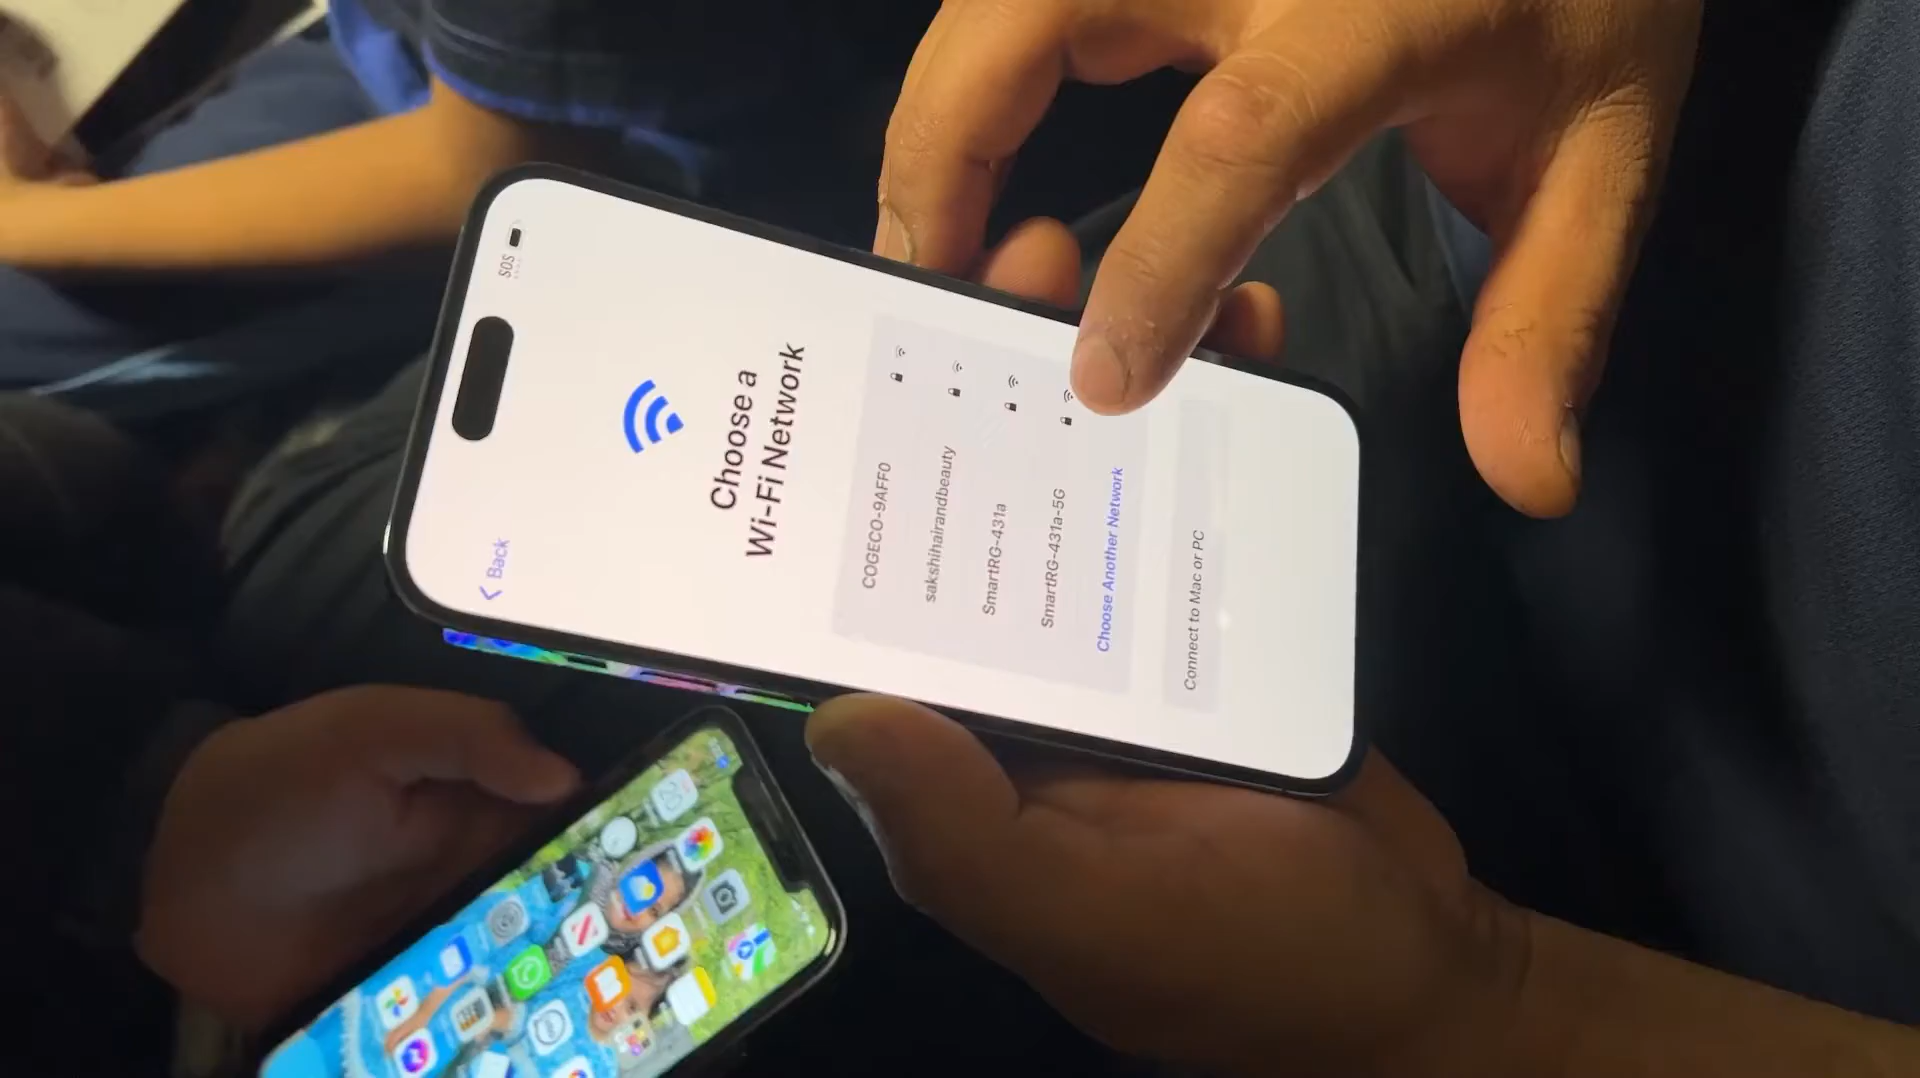 SOS
Back
Choose a
Wi-Fi Network
COGECO-9AFF0
sakshihairandbeauty
SmartRG-431a
SmartRG-431a-5G
Choose Another Network
Connect to Mac or PC